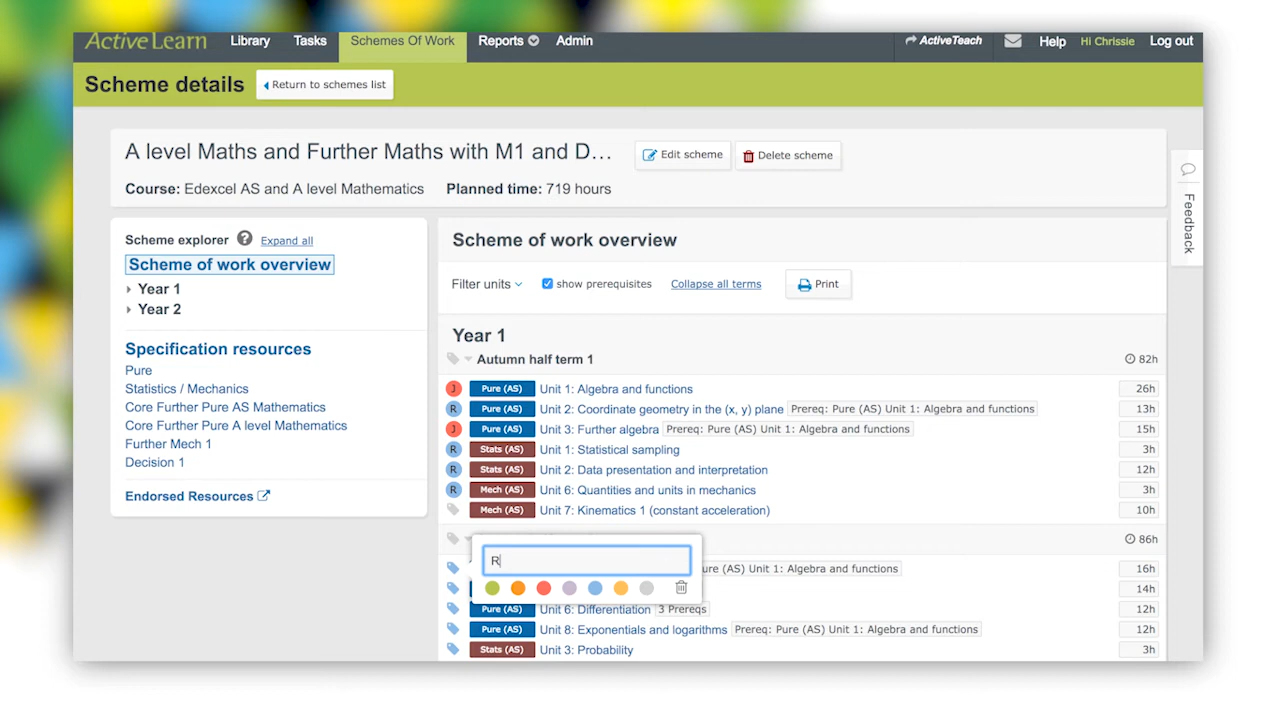 ActiveLearn Library Tasks Schemes Of Work Reports Admin ActiveTeach Help Hi Chrissie Log out
Scheme details Return to schemes list
A level Maths and Further Maths with M1 and D... Edit scheme Delete scheme
Course: Edexcel AS and A level Mathematics Planned time: 719 hours
Feedback
Scheme explorer ? Expand all
Scheme of work overview
Year 1
Year 2
Specification resources
Pure
Statistics / Mechanics
Core Further Pure AS Mathematics
Core Further Pure A level Mathematics
Further Mech 1
Decision 1
Endorsed Resources
Scheme of work overview
Filter units show prerequisites Collapse all terms Print
Year 1
Autumn half term 1 82h
J Pure (AS) Unit 1: Algebra and functions 26h
R Pure (AS) Unit 2: Coordinate geometry in the (x, y) plane Prereq: Pure (AS) Unit 1: Algebra and functions 13h
J Pure (AS) Unit 3: Further algebra Prereq: Pure (AS) Unit 1: Algebra and functions 15h
R Stats (AS) Unit 1: Statistical sampling 3h
R Stats (AS) Unit 2: Data presentation and interpretation 12h
R Mech (AS) Unit 6: Quantities and units in mechanics 3h
Mech (AS) Unit 7: Kinematics 1 (constant acceleration) 10h
86h
R
ure (AS) Unit 1: Algebra and functions 16h
14h
Pure (AS) Unit 6: Differentiation 3 Prereqs 12h
Pure (AS) Unit 8: Exponentials and logarithms Prereq: Pure (AS) Unit 1: Algebra and functions 12h
Stats (AS) Unit 3: Probability 3h